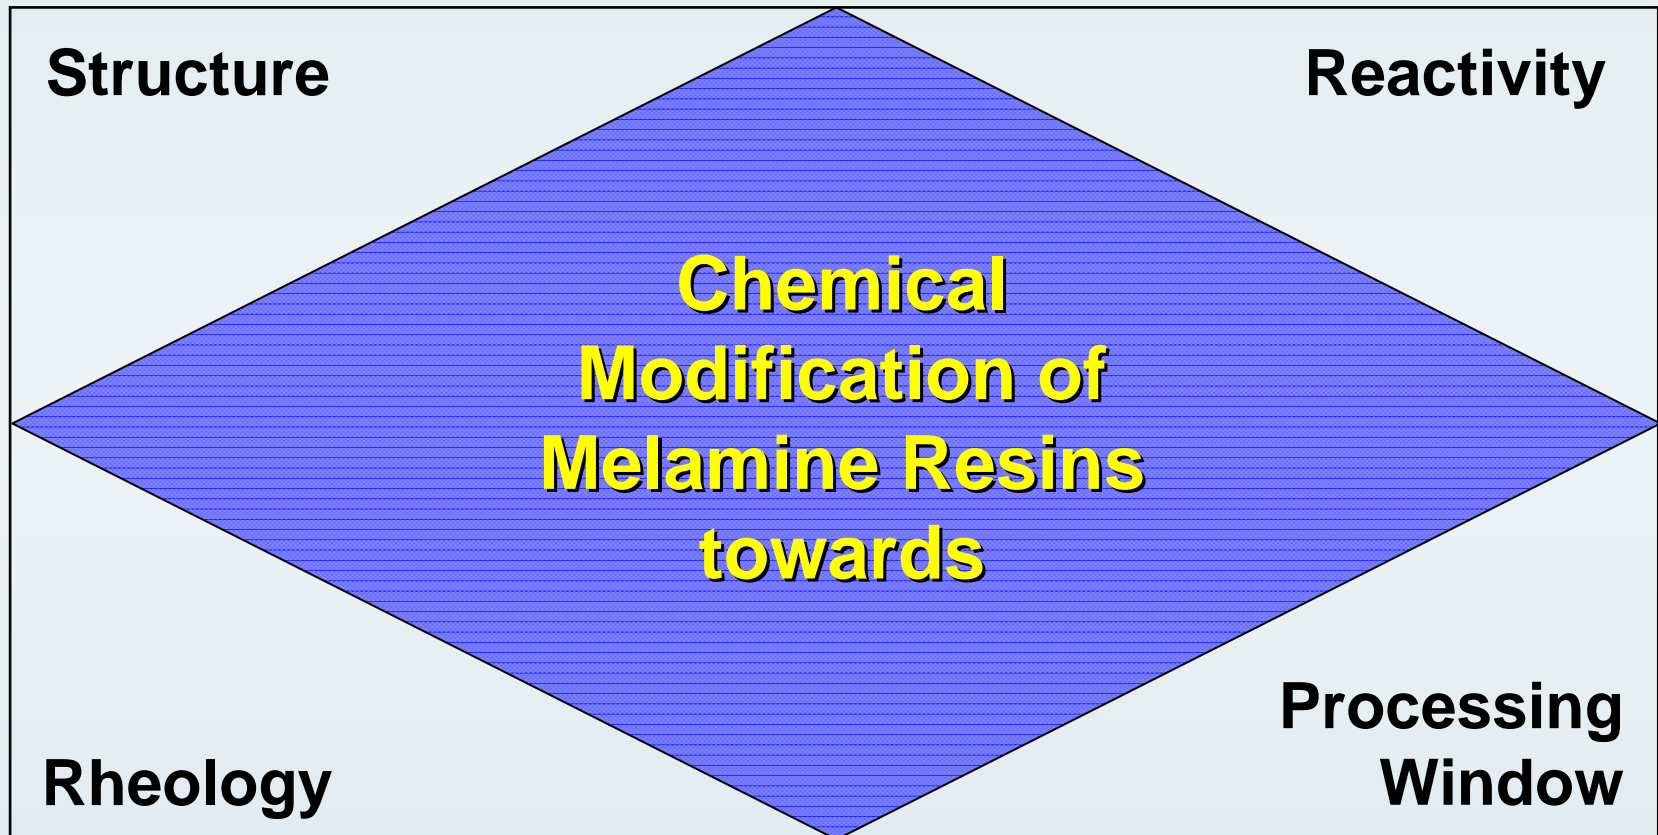 Structure
Reactivity
Chemical
Modification of
Melamine Resins
towards
Rheology
Processing
Window